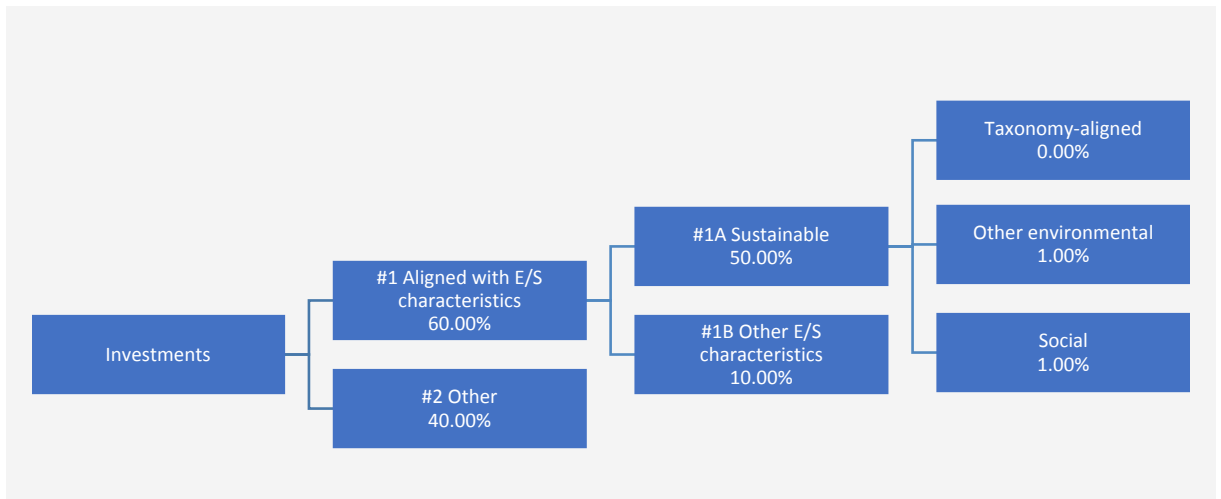 Investments
#1 Aligned with E/S
characteristics
60.00%
#2 Other
40.00%
#1A Sustainable
50.00%
#1B Other E/S
characteristics
10.00%
Taxonomy-aligned
0.00%
Other environmental
1.00%
Social
1.00%